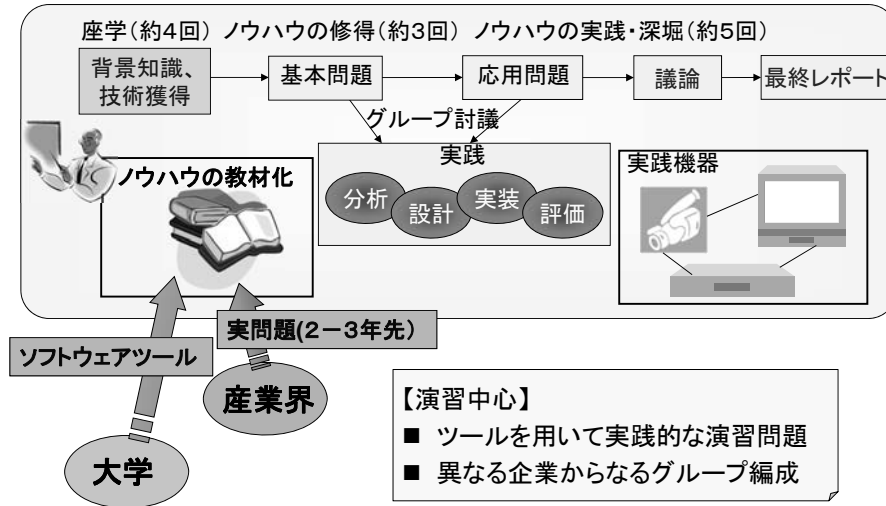 座学(約4回) ノウハウの修得(約3回) ノウハウの実践・深堀(約5回)
背景知識、
技術獲得
基本問題
応用問題
議論
最終レポート
グループ討議
実践
分析
設計
実装
評価
ノウハウの教材化
実践機器
実問題(2-3年先)
ソフトウェアツール
産業界
大学
【演習中心】
■ ツールを用いて実践的な演習問題
■ 異なる企業からなるグループ編成